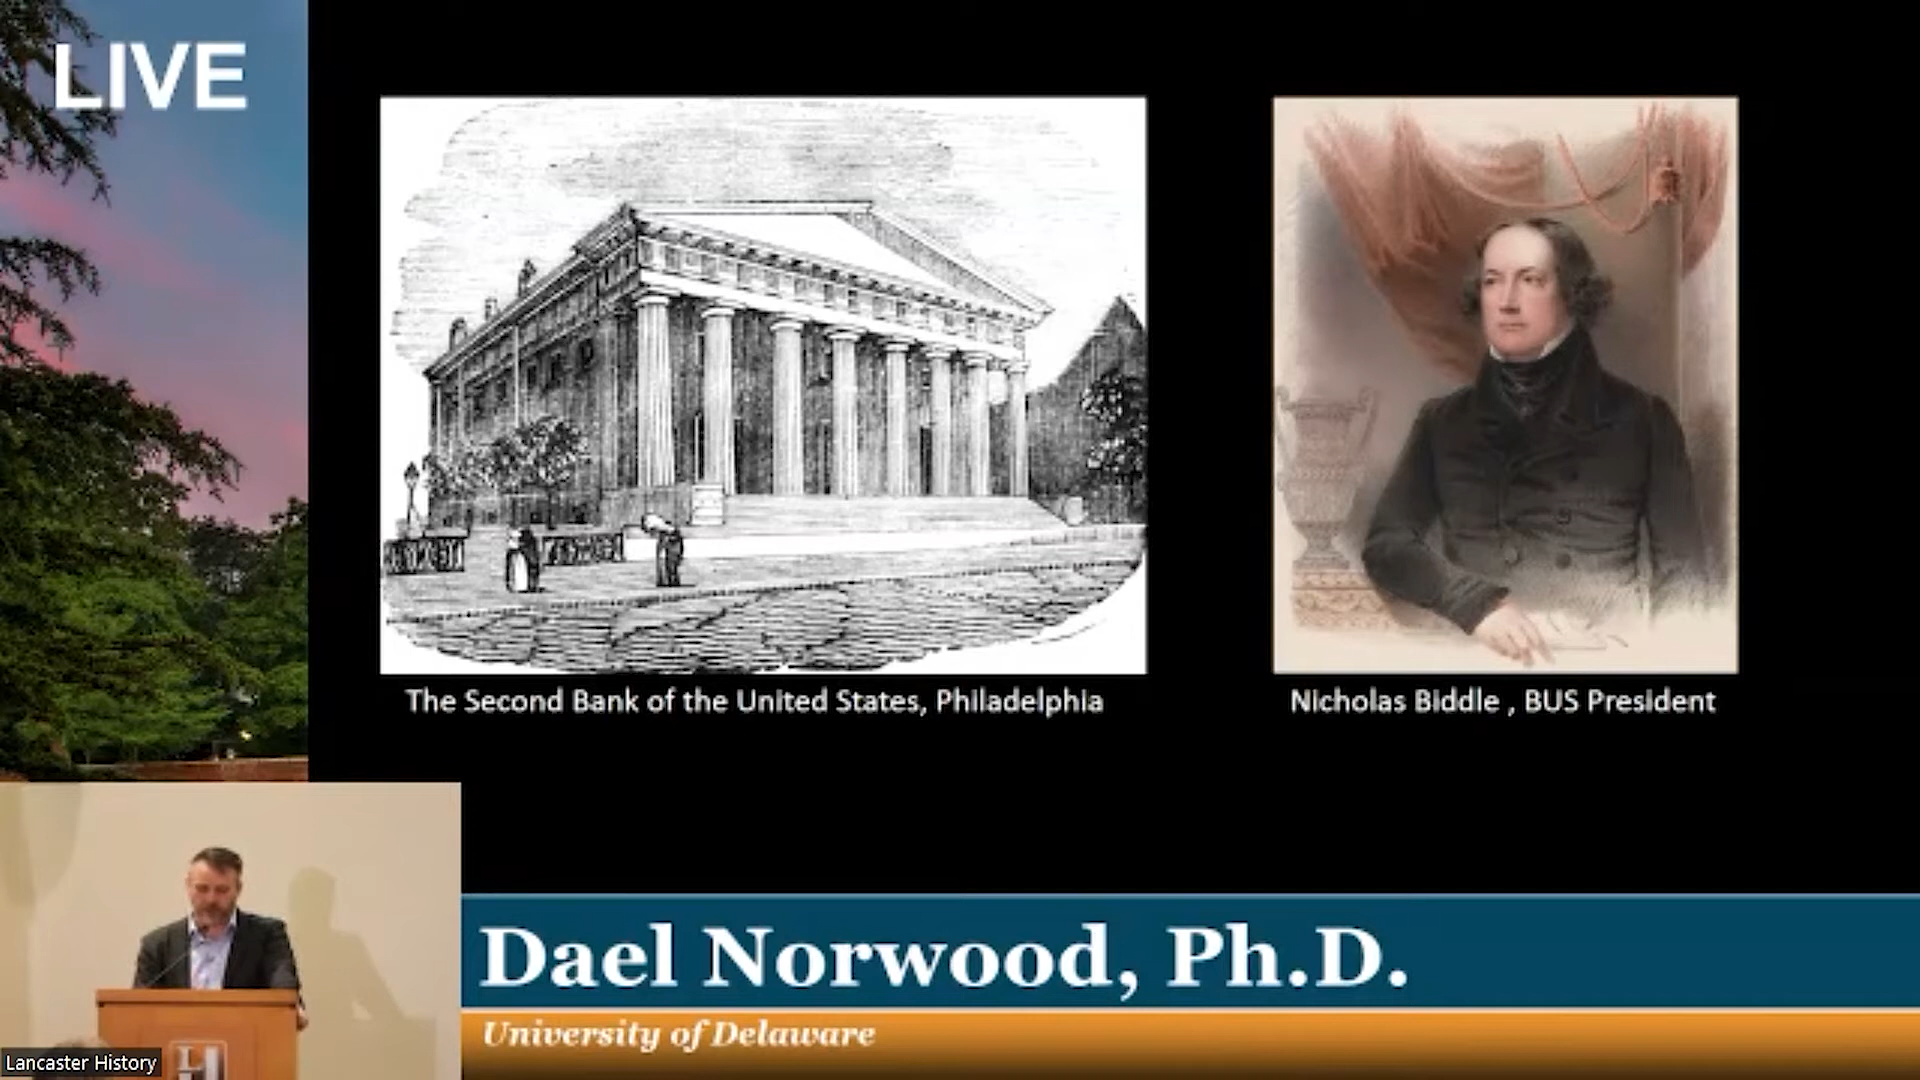 LIVE
The Second Bank of the United States, Philadelphia
Nicholas Biddle , BUS President
Dael Norwood, Ph.D.
University of Delaware
Lancaster History
LH